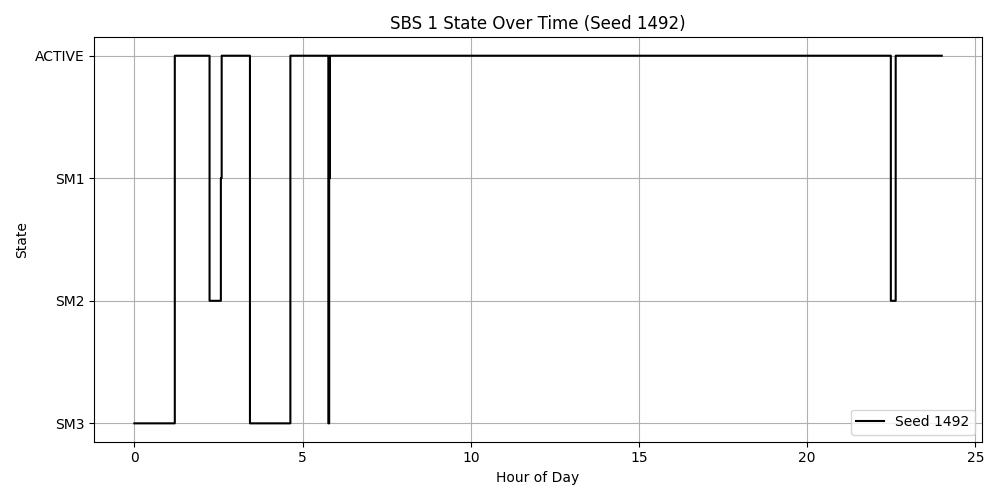 SBS 1 State Over Time (Seed 1492)
ACTIVE
SM1
SM2
SM3
State
0 5 10 15 20 25
Hour of Day
Seed 1492